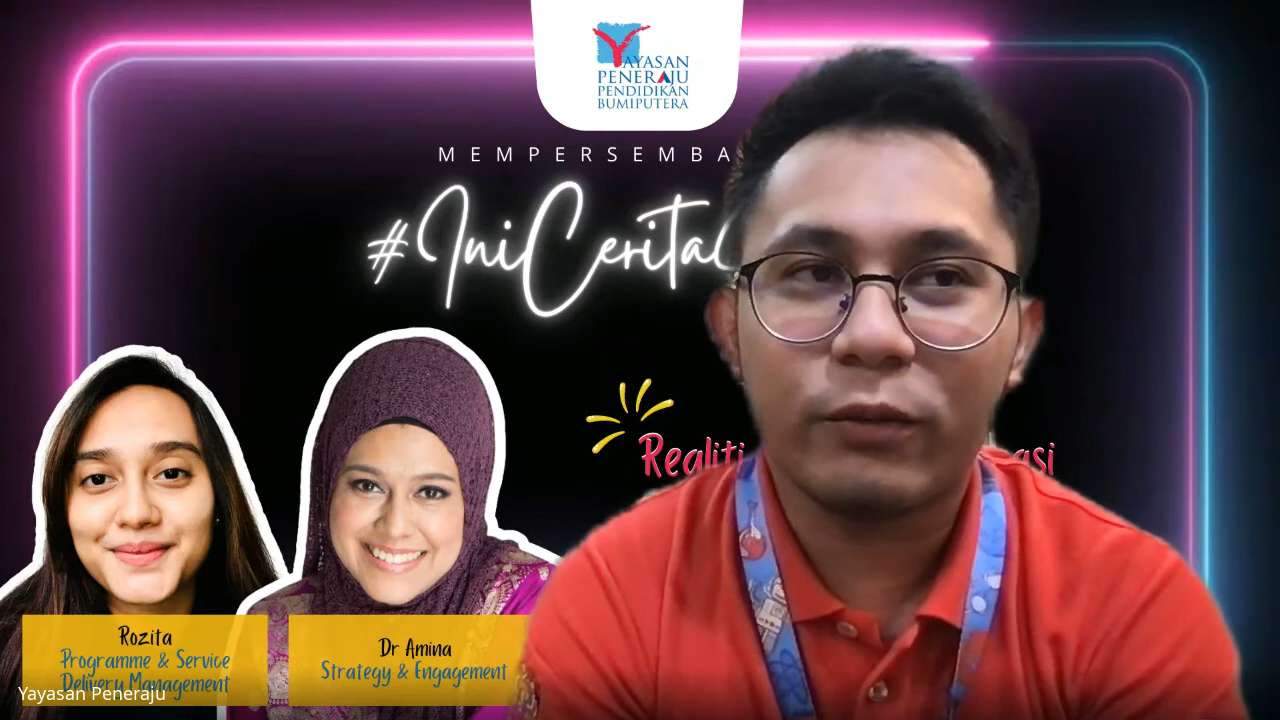 YAYASAN
PENERAJU
PENDIDIKAN
BUMIPUTERA
MEMPERSEMBA
#IniCerita
Realiti
asi
Rozita
Programme & Service
Delivery Management
Dr Amina
Strategy & Engagement
Yayasan Peneraju